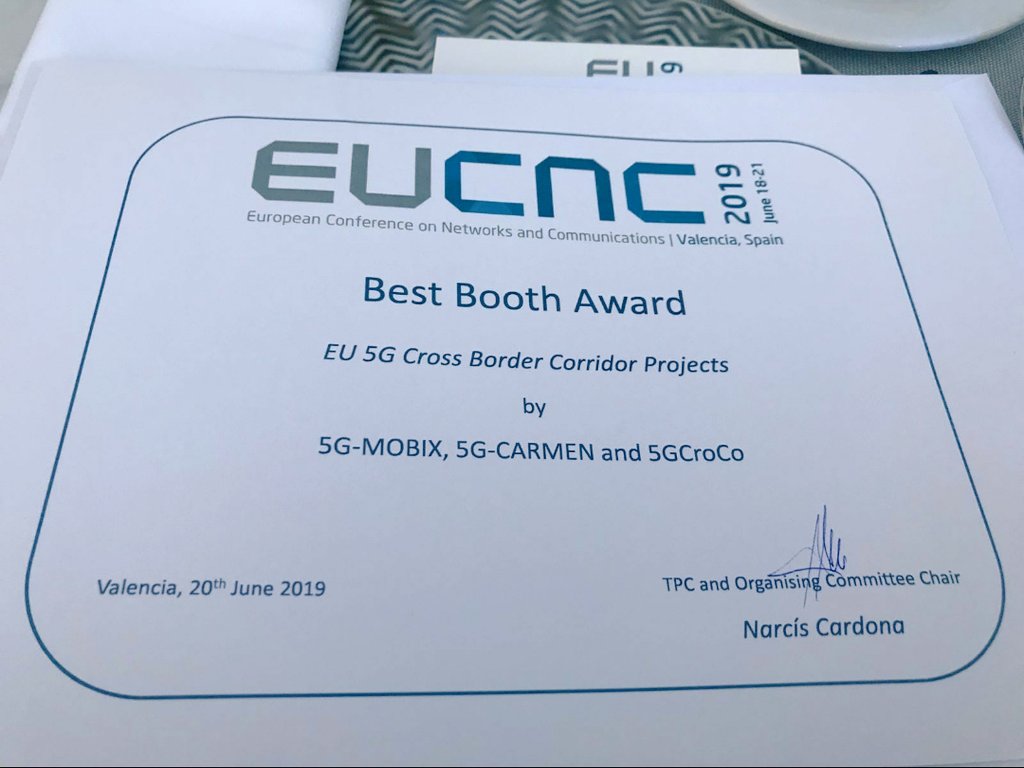 EU 9
EUCNC 2019 June 18-21
European Conference on Networks and Communications | Valencia, Spain
Best Booth Award
EU 5G Cross Border Corridor Projects
by
5G-MOBIX, 5G-CARMEN and 5GCroCo
Valencia, 20th June 2019
TPC and Organising Committee Chair
Narcís Cardona